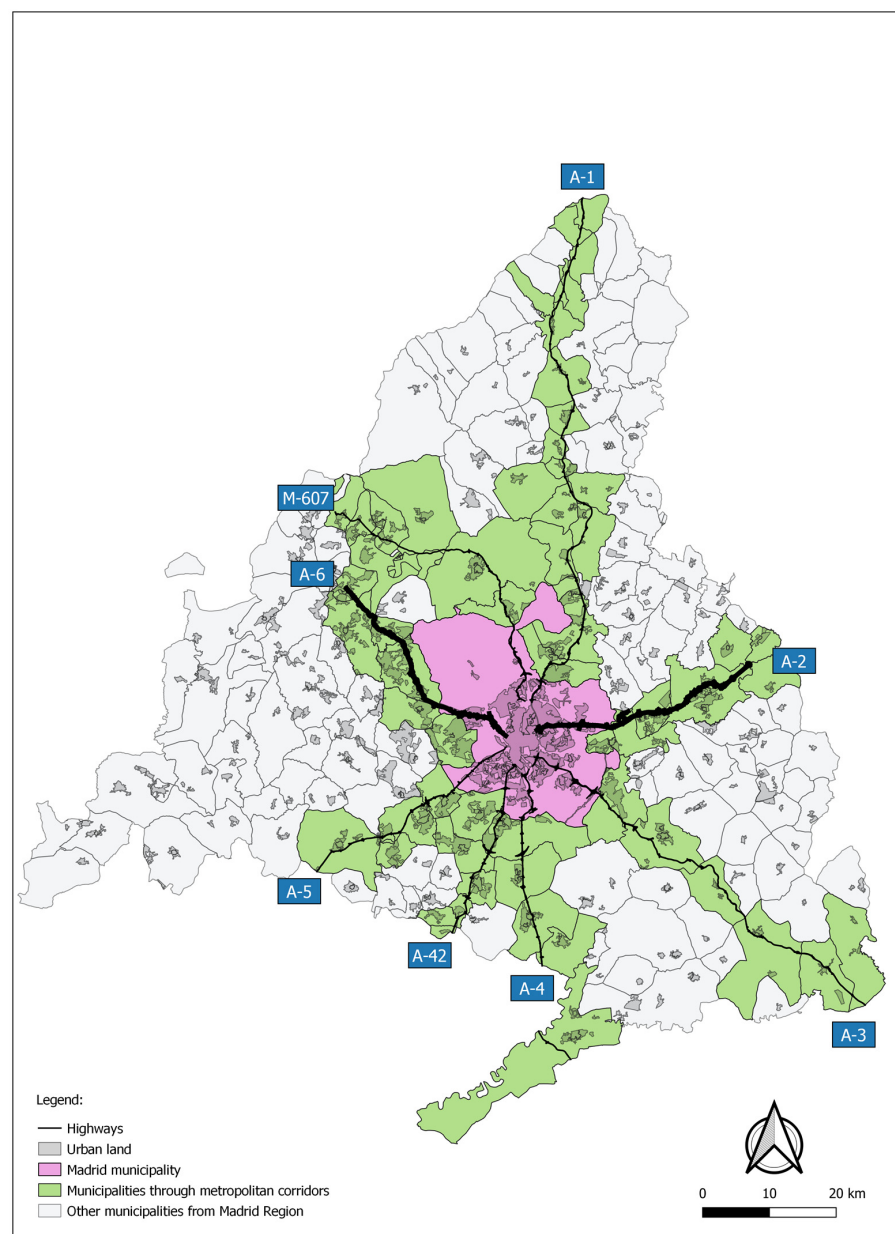 A-1
M-607
A-6
A-2
A-5
A-42
A-4
A-3
Legend:
Highways
Urban land
Madrid municipality
Municipalities through metropolitan corridors
Other municipalities from Madrid Region
0 10 20 km